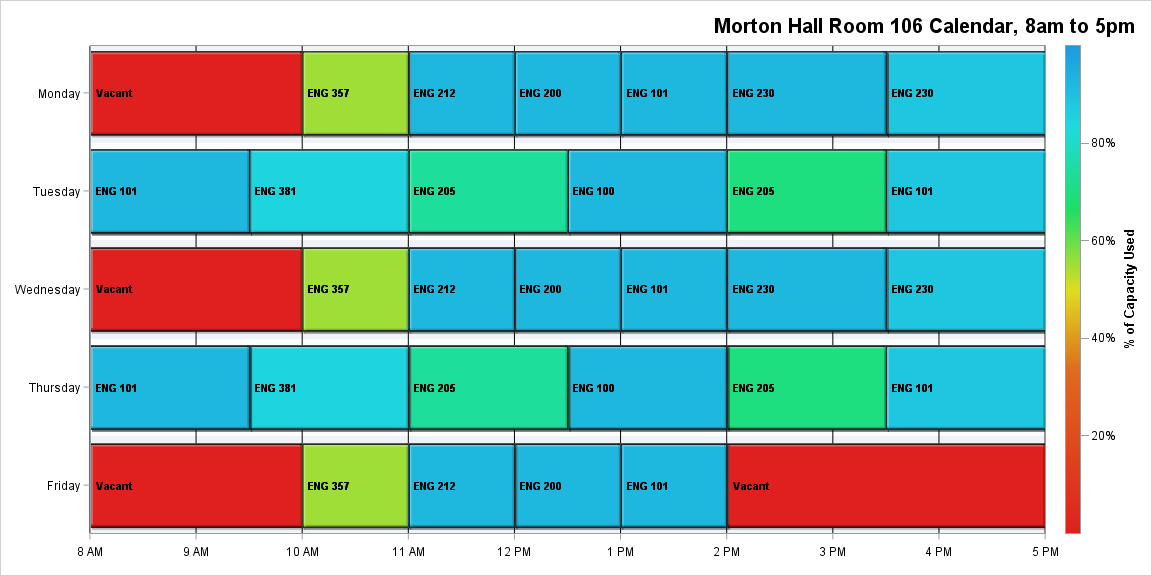 Morton Hall Room 106 Calendar, 8am to 5pm
Monday
Vacant
ENG 357
ENG 212
ENG 200
ENG 101
ENG 230
ENG 230
Tuesday
ENG 101
ENG 381
ENG 205
ENG 100
ENG 205
ENG 101
Wednesday
Vacant
ENG 357
ENG 212
ENG 200
ENG 101
ENG 230
ENG 230
Thursday
ENG 101
ENG 381
ENG 205
ENG 100
ENG 205
ENG 101
Friday
Vacant
ENG 357
ENG 212
ENG 200
ENG 101
Vacant
8 AM
9 AM
10 AM
11 AM
12 PM
1 PM
2 PM
3 PM
4 PM
5 PM
80%
60%
40%
20%
% of Capacity Used